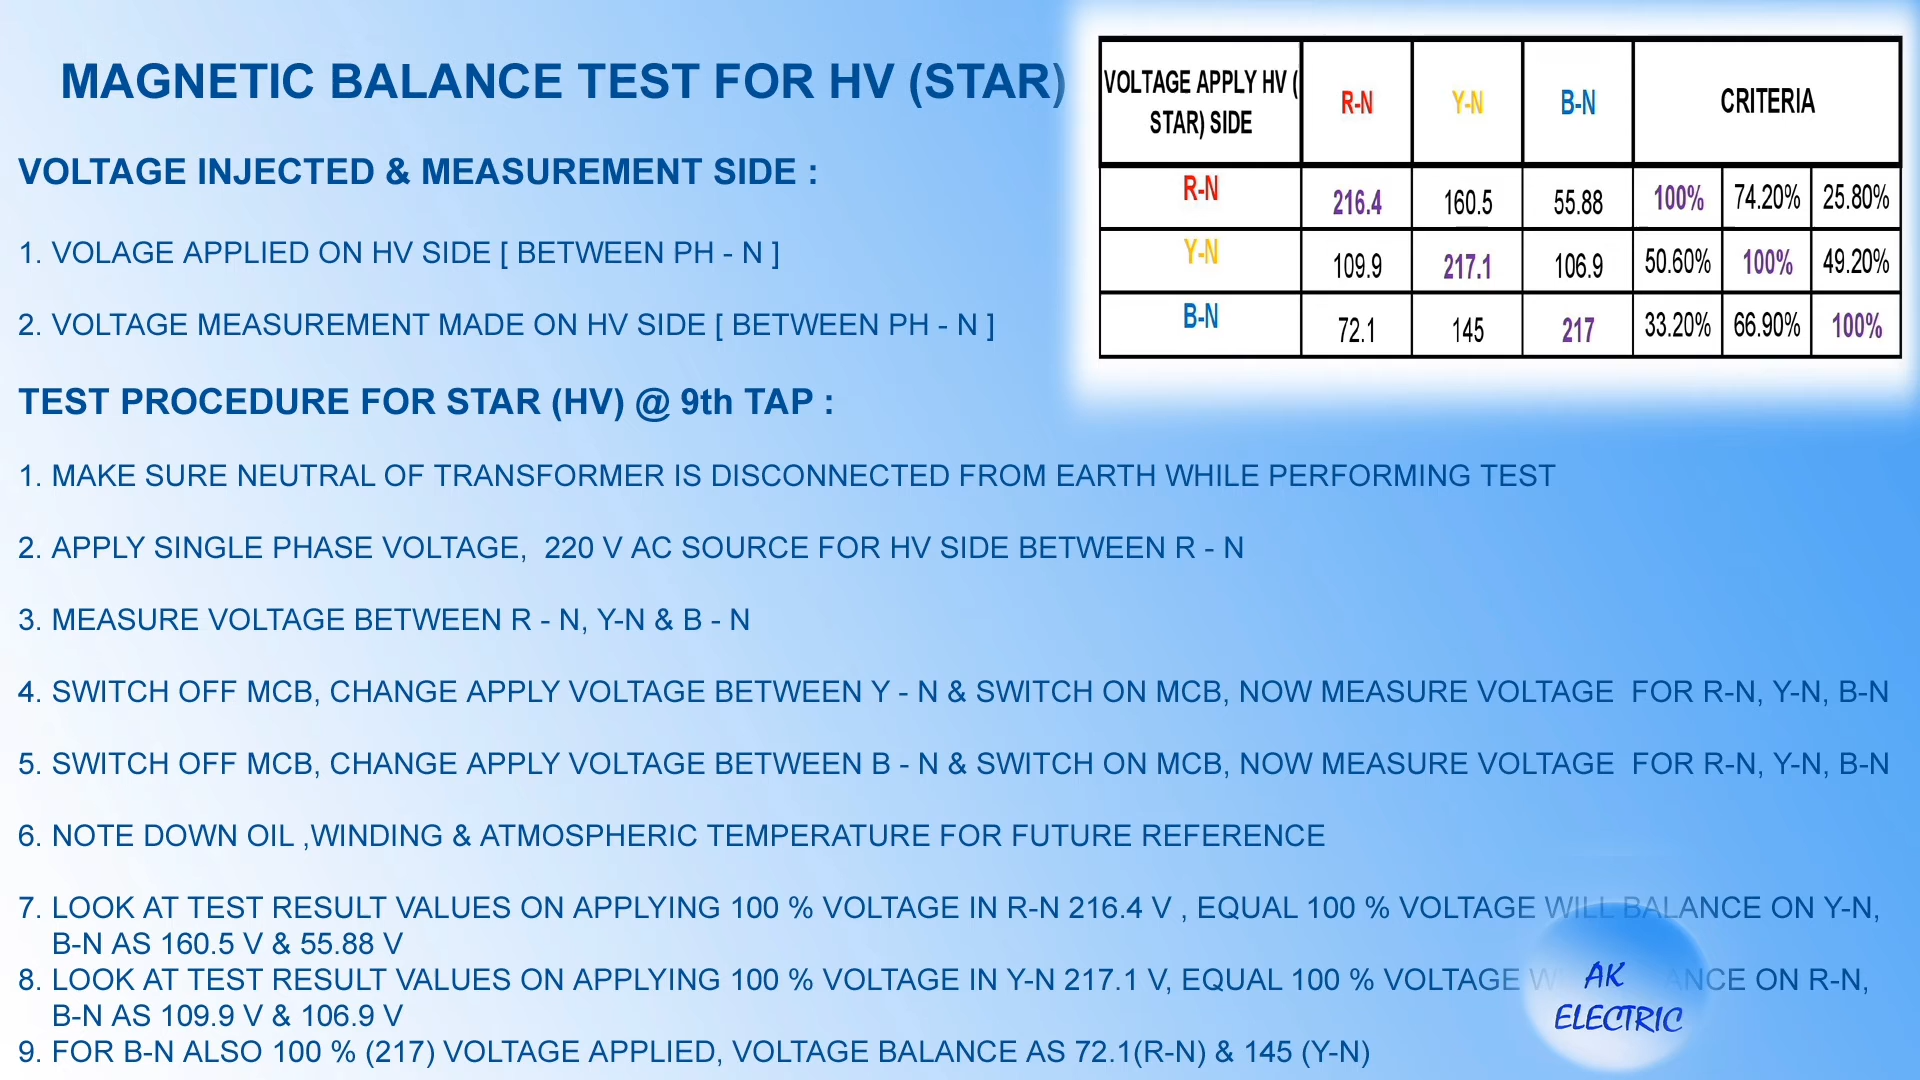 MAGNETIC BALANCE TEST FOR HV (STAR)
VOLTAGE INJECTED & MEASUREMENT SIDE :
1. VOLAGE APPLIED ON HV SIDE [ BETWEEN PH - N ]
2. VOLTAGE MEASUREMENT MADE ON HV SIDE [ BETWEEN PH - N ]
VOLTAGE APPLY HV ( STAR) SIDE R-N Y-N B-N CRITERIA
R-N 216.4 160.5 55.88 100% 74.20% 25.80%
Y-N 109.9 217.1 106.9 50.60% 100% 49.20%
B-N 72.1 145 217 33.20% 66.90% 100%
TEST PROCEDURE FOR STAR (HV) @ 9th TAP :
1. MAKE SURE NEUTRAL OF TRANSFORMER IS DISCONNECTED FROM EARTH WHILE PERFORMING TEST
2. APPLY SINGLE PHASE VOLTAGE, 220 V AC SOURCE FOR HV SIDE BETWEEN R - N
3. MEASURE VOLTAGE BETWEEN R - N, Y-N & B - N
4. SWITCH OFF MCB, CHANGE APPLY VOLTAGE BETWEEN Y - N & SWITCH ON MCB, NOW MEASURE VOLTAGE FOR R-N, Y-N, B-N
5. SWITCH OFF MCB, CHANGE APPLY VOLTAGE BETWEEN B - N & SWITCH ON MCB, NOW MEASURE VOLTAGE FOR R-N, Y-N, B-N
6. NOTE DOWN OIL ,WINDING & ATMOSPHERIC TEMPERATURE FOR FUTURE REFERENCE
7. LOOK AT TEST RESULT VALUES ON APPLYING 100 % VOLTAGE IN R-N 216.4 V , EQUAL 100 % VOLTAGE WILL BALANCE ON Y-N,
B-N AS 160.5 V & 55.88 V
8. LOOK AT TEST RESULT VALUES ON APPLYING 100 % VOLTAGE IN Y-N 217.1 V, EQUAL 100 % VOLTAGE ON R-N,
B-N AS 109.9 V & 106.9 V
9. FOR B-N ALSO 100 % (217) VOLTAGE APPLIED, VOLTAGE BALANCE AS 72.1(R-N) & 145 (Y-N)
AK
ELECTRIC